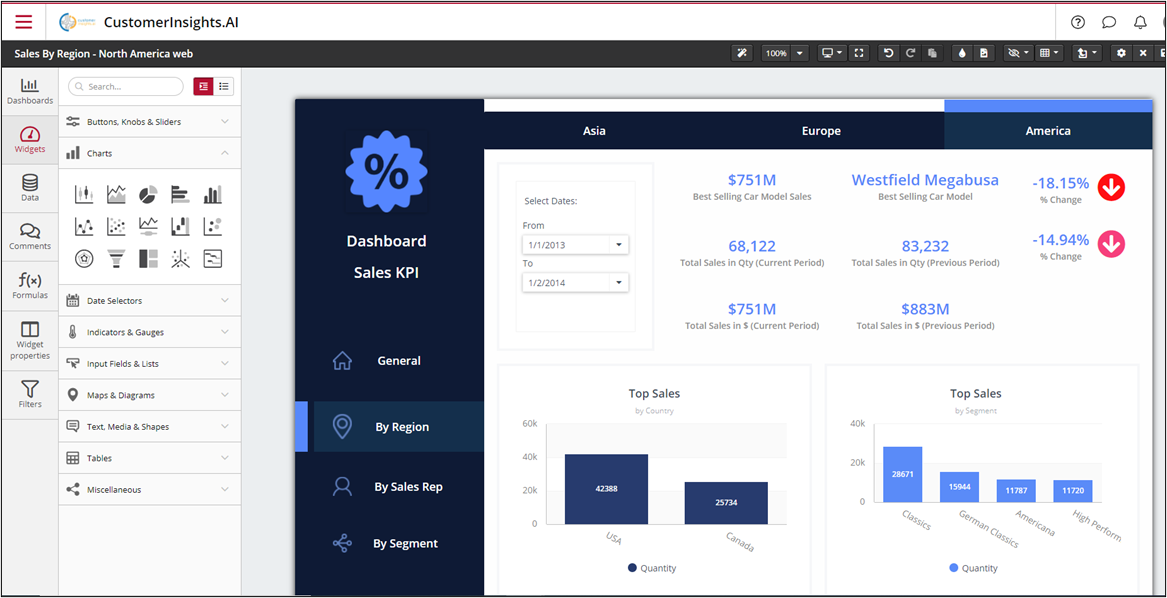 CustomerInsights.AI
Sales By Region - North America web
100%
Dashboards
Widgets
Data
Comments
f(x)
Formulas
Widget
properties
Filters
Search...
Buttons, Knobs & Sliders
Charts
Date Selectors
Indicators & Gauges
Input Fields & Lists
Maps & Diagrams
Text, Media & Shapes
Tables
Miscellaneous
%
Dashboard
Sales KPI
General
By Region
By Sales Rep
By Segment
Asia Europe America
Select Dates:
From
1/1/2013
To
1/2/2014
$751M
Best Selling Car Model Sales
Westfield Megabusa
Best Selling Car Model
-18.15%
% Change
68,122
Total Sales in Qty (Current Period)
83,232
Total Sales in Qty (Previous Period)
-14.94%
% Change
$751M
Total Sales in $ (Current Period)
$883M
Total Sales in $ (Previous Period)
Top Sales
by Country
60k
40k
20k
0
42388
25734
USA
Canada
Quantity
Top Sales
by Segment
40k
20k
0
28671
15944
11787
11720
Classics
German Classics
Americana
High Perform
Quantity